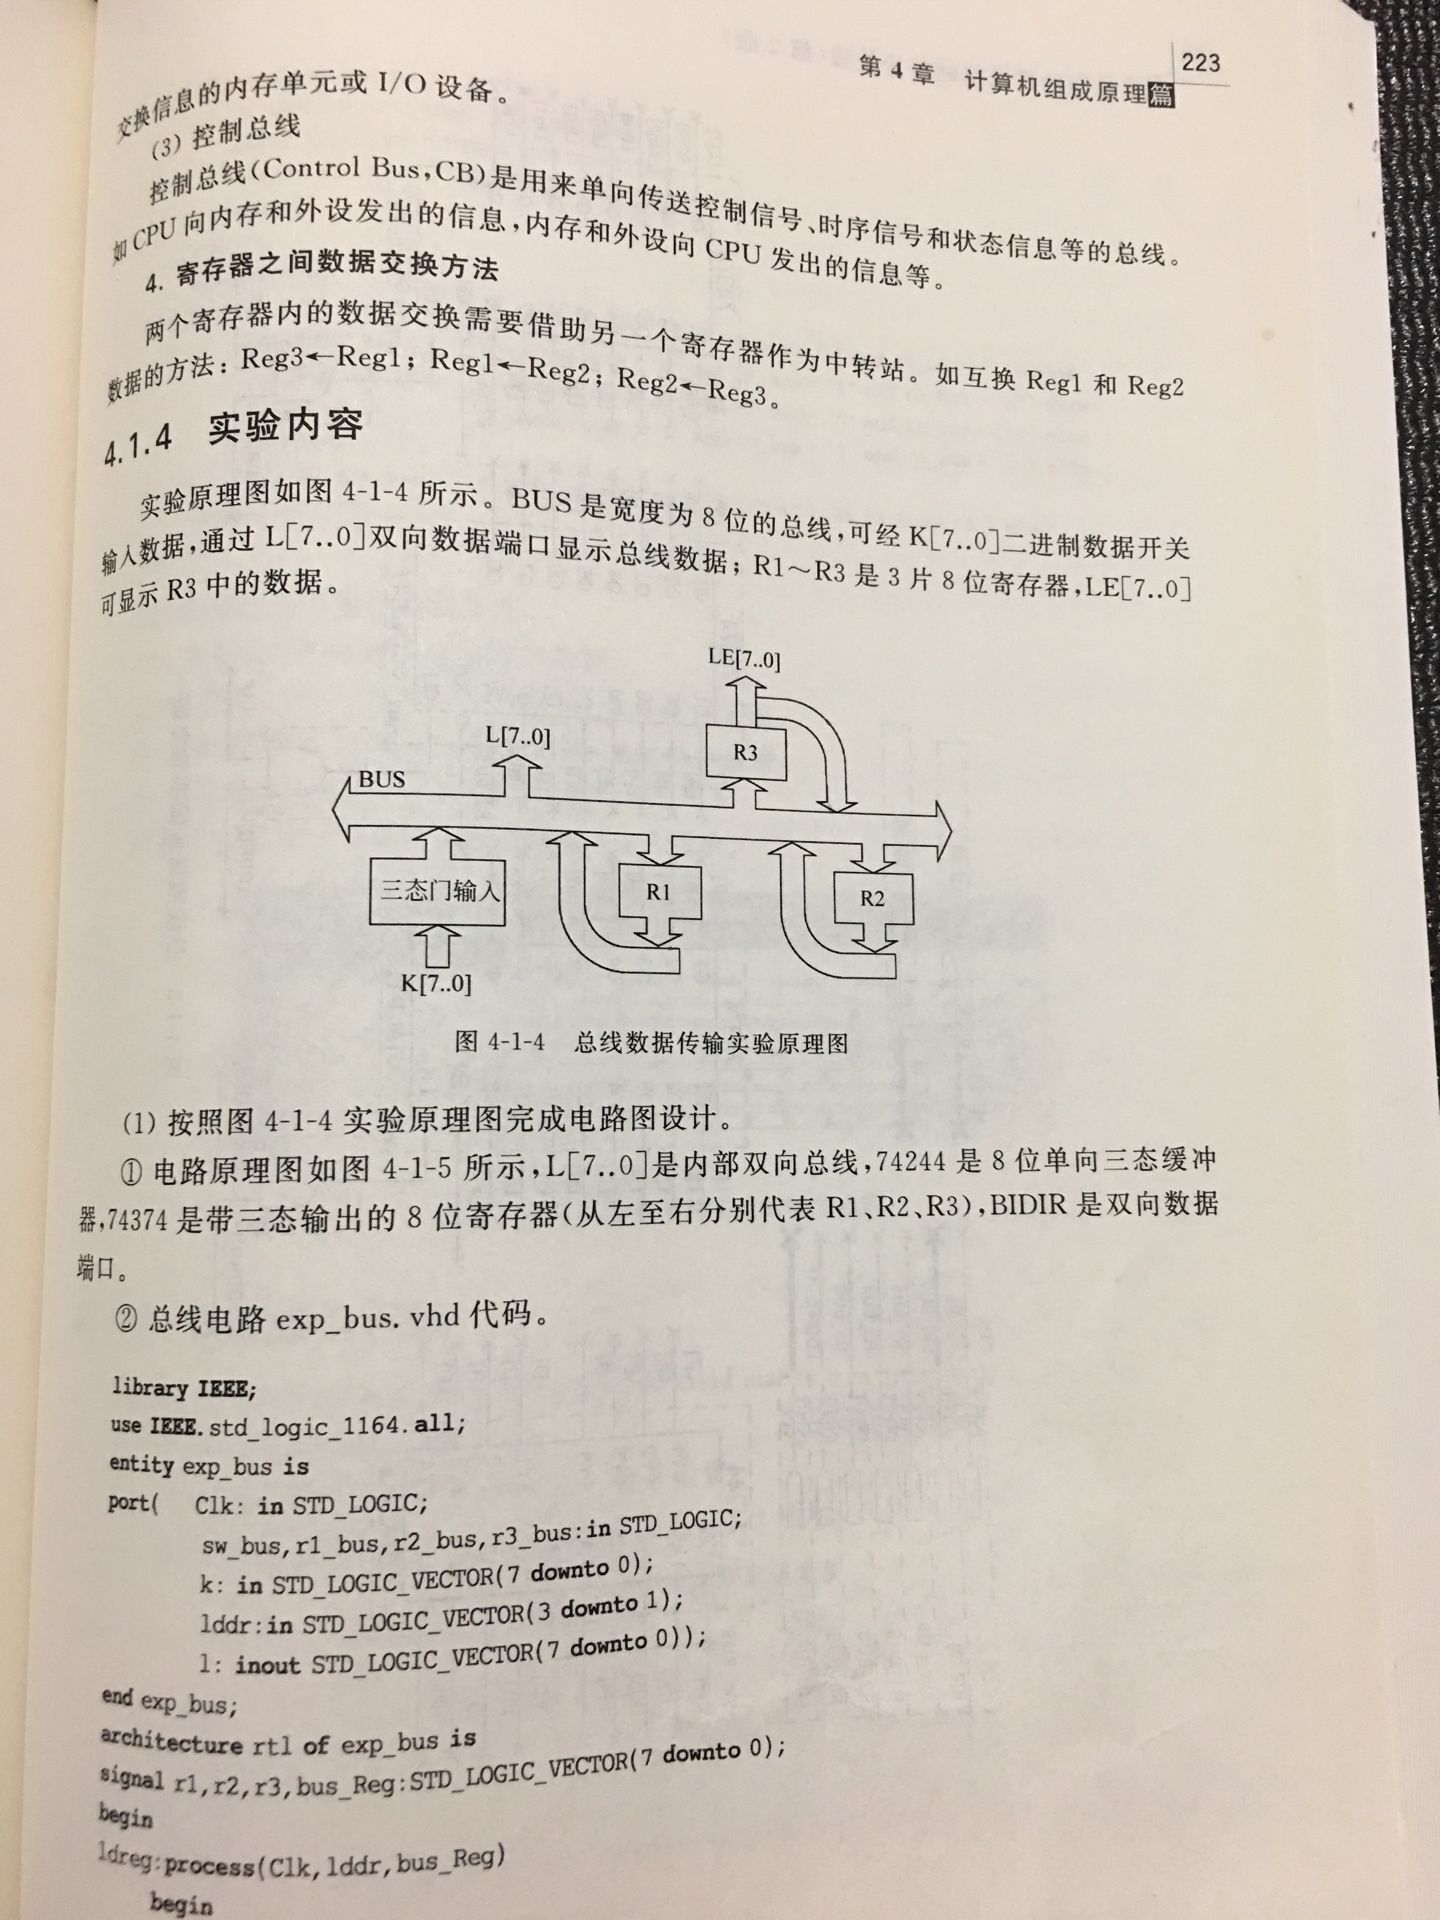 第4章 计算机组成原理篇 223
交换信息的内存单元或 I/O 设备。
(3) 控制总线
控制总线(Control Bus,CB)是用来单向传送控制信号、时序信号和状态信息等的总线。
如 CPU 向内存和外设发出的信息,内存和外设向 CPU 发出的信息等。
4. 寄存器之间数据交换方法
两个寄存器内的数据交换需要借助另一个寄存器作为中转站。如互换 Reg1 和 Reg2
数据的方法：Reg3←Reg1；Reg1←Reg2；Reg2←Reg3。
4.1.4 实验内容
实验原理图如图 4-1-4 所示。BUS 是宽度为 8 位的总线,可经 K[7..0]二进制数据开关
输入数据,通过 L[7..0]双向数据端口显示总线数据；R1～R3 是 3 片 8 位寄存器,LE[7..0]
可显示 R3 中的数据。
LE[7..0]
L[7..0]
R3
BUS
三态门输入
R1
R2
K[7..0]
图 4-1-4 总线数据传输实验原理图
(1) 按照图 4-1-4 实验原理图完成电路图设计。
① 电路原理图如图 4-1-5 所示,L[7..0]是内部双向总线,74244 是 8 位单向三态缓冲
器,74374 是带三态输出的 8 位寄存器(从左至右分别代表 R1、R2、R3),BIDIR 是双向数据
端口。
② 总线电路 exp_bus.vhd 代码。
library IEEE;
use IEEE.std_logic_1164.all;
entity exp_bus is
port( Clk: in STD_LOGIC;
sw_bus,r1_bus,r2_bus,r3_bus:in STD_LOGIC;
k: in STD_LOGIC_VECTOR(7 downto 0);
lddr:in STD_LOGIC_VECTOR(3 downto 1);
l: inout STD_LOGIC_VECTOR(7 downto 0));
end exp_bus;
architecture rtl of exp_bus is
signal r1,r2,r3,bus_Reg:STD_LOGIC_VECTOR(7 downto 0);
begin
ldreg:process(Clk,lddr,bus_Reg)
begin